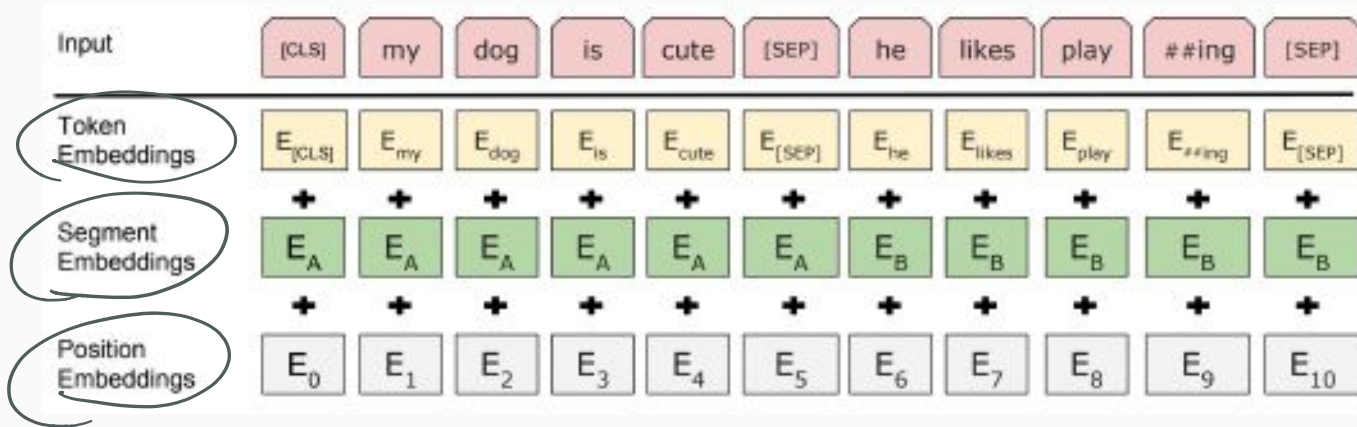 Input [CLS] my dog is cute [SEP] he likes play ##ing [SEP]
Token
Embeddings E[CLS] Emy Edog Eis Ecute E[SEP] Ehe Elikes Eplay E##ing E[SEP]
+ + + + + + + + + + +
Segment
Embeddings EA EA EA EA EA EA EB EB EB EB EB
+ + + + + + + + + + +
Position
Embeddings E0 E1 E2 E3 E4 E5 E6 E7 E8 E9 E10